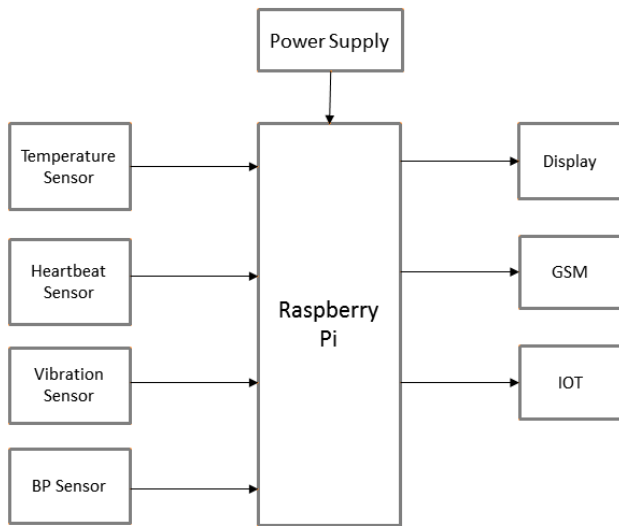 Power Supply
Temperature
Sensor
Heartbeat
Sensor
Vibration
Sensor
BP Sensor
Raspberry
Pi
Display
GSM
IOT